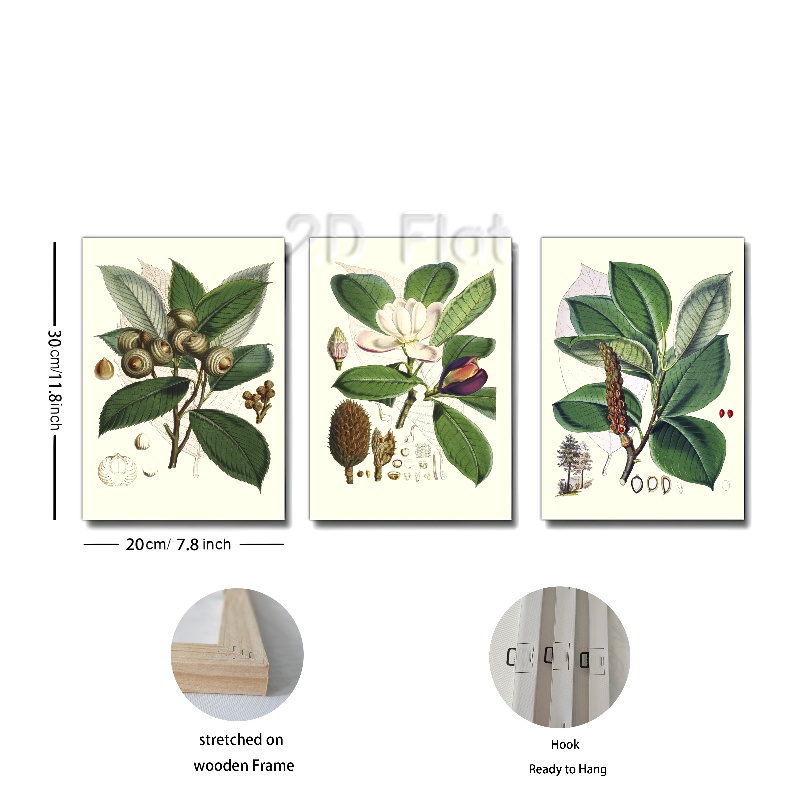 2D Flat
30cm/11.8inch
20cm/ 7.8 inch
stretched on
wooden Frame
Hook
Ready to Hang